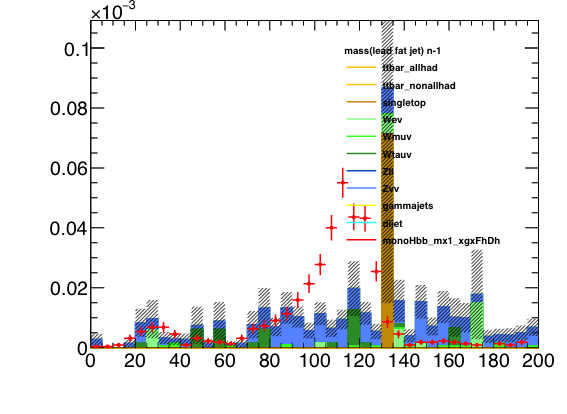 ×10⁻³
mass(lead fat jet) n-1
ttbar_allhad
ttbar_nonallhad
singletop
Wev
Wmuv
Wtauv
Zll
Zvv
gammajets
dijet
monoHbb_mx1_xgxFhDh
0.1
0.08
0.06
0.04
0.02
0
0 20 40 60 80 100 120 140 160 180 200